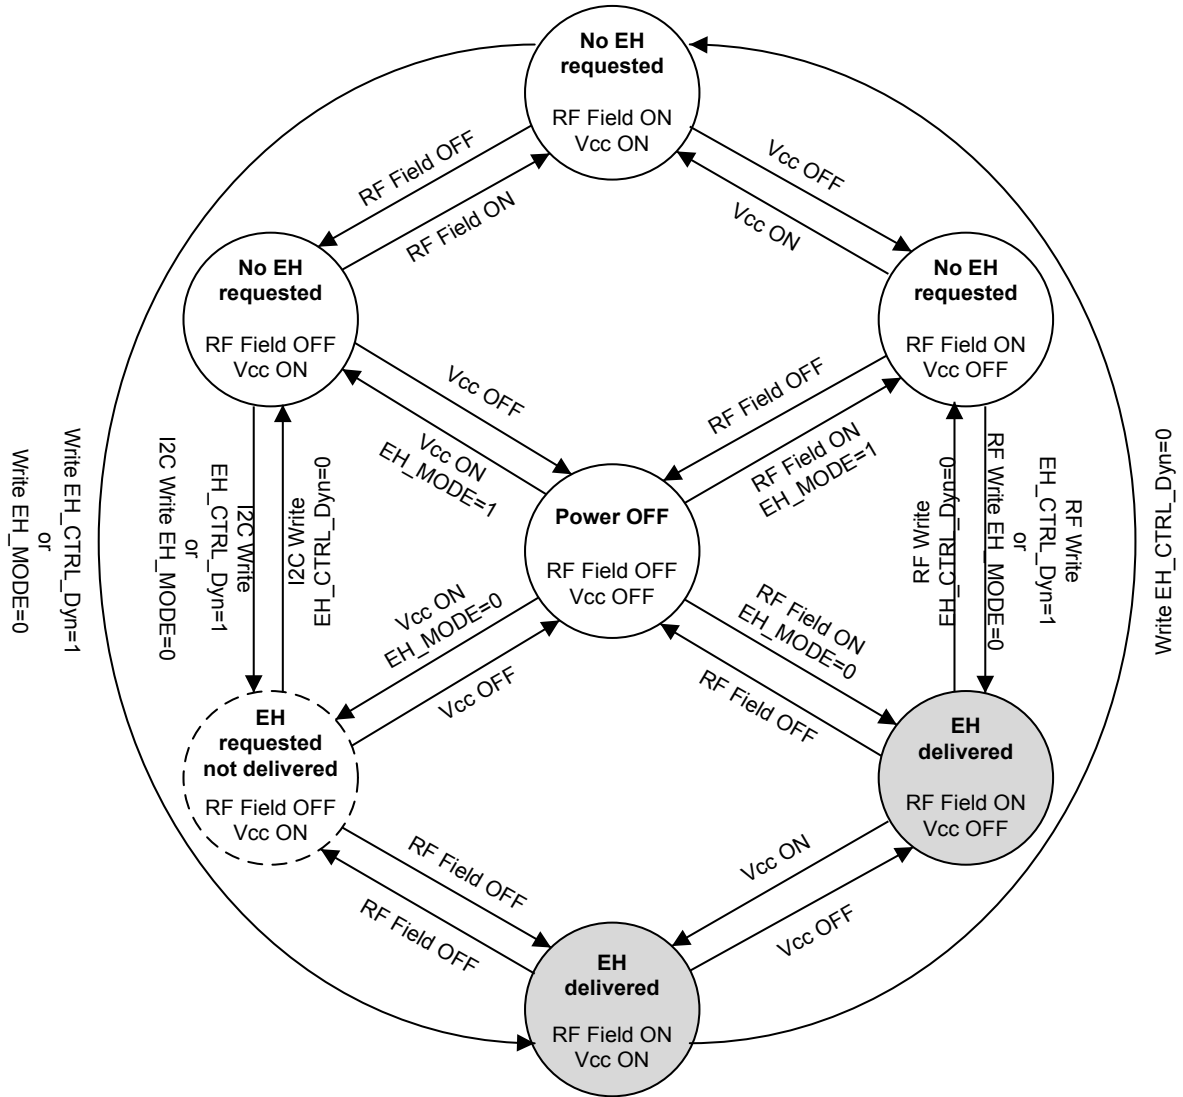 No EH
requested
RF Field ON
Vcc ON
RF Field OFF
RF Field ON
Vcc OFF
Vcc ON
No EH
requested
RF Field OFF
Vcc ON
No EH
requested
RF Field ON
Vcc OFF
Vcc OFF
Vcc ON
EH_MODE=1
RF Field OFF
RF Field ON
EH_MODE=1
Write EH_CTRL_Dyn=1
or
Write EH_MODE=0
I2C Write
EH_CTRL_Dyn=1
or
I2C Write EH_MODE=0
I2C Write
EH_CTRL_Dyn=0
Power OFF
RF Field OFF
Vcc OFF
RF Write
EH_CTRL_Dyn=0
RF Write
EH_CTRL_Dyn=1
or
RF Write EH_MODE=0
Write EH_CTRL_Dyn=0
Vcc ON
EH_MODE=0
Vcc OFF
RF Field ON
EH_MODE=0
RF Field OFF
EH
requested
not delivered
RF Field OFF
Vcc ON
EH
delivered
RF Field ON
Vcc OFF
RF Field OFF
RF Field OFF
Vcc ON
Vcc OFF
EH
delivered
RF Field ON
Vcc ON